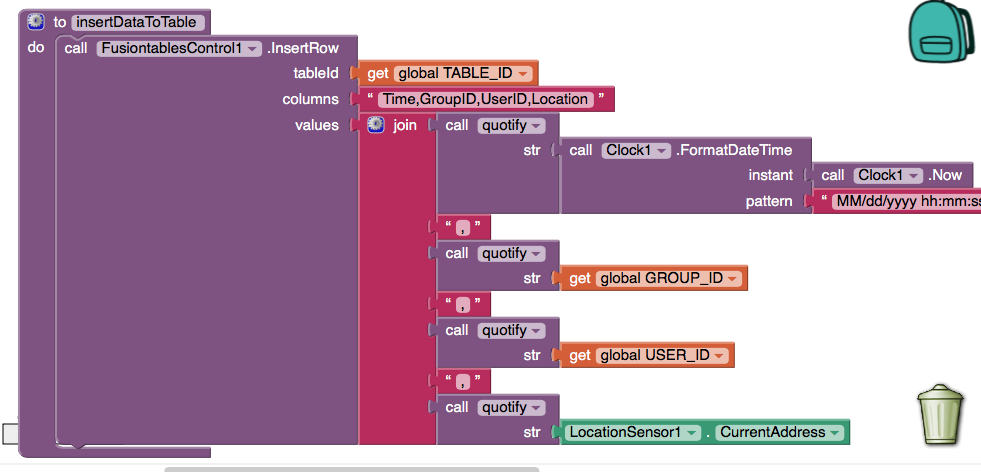 to insertDataToTable
do call FusiontablesControl1 .InsertRow
tableId get global TABLE_ID
columns “ Time,GroupID,UserID,Location ”
values join call quotify
str call Clock1 .FormatDateTime
instant call Clock1 .Now
pattern “ MM/dd/yyyy hh:mm:ss
“ , ”
call quotify
str get global GROUP_ID
“ , ”
call quotify
str get global USER_ID
“ , ”
call quotify
str LocationSensor1 . CurrentAddress